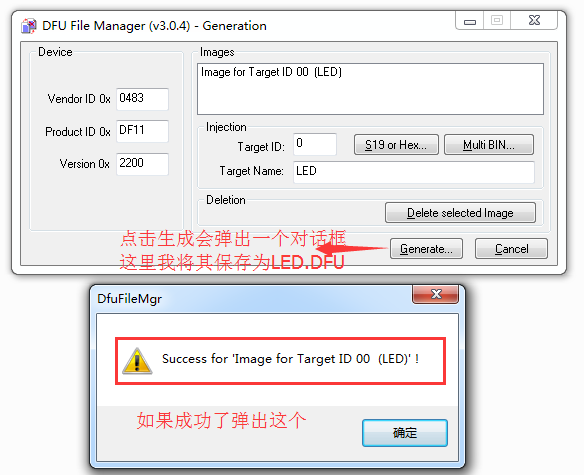 DFU File Manager (v3.0.4) - Generation
Device
Images
Image for Target ID 00 (LED)
Vendor ID 0x 0483
Product ID 0x DF11
Version 0x 2200
Injection
Target ID: 0
S19 or Hex...
Multi BIN...
Target Name: LED
Deletion
Delete selected Image
点击生成会弹出一个对话框
这里我将其保存为LED.DFU
Generate...
Cancel
DfuFileMgr
Success for 'Image for Target ID 00 (LED)' !
如果成功了弹出这个
确定